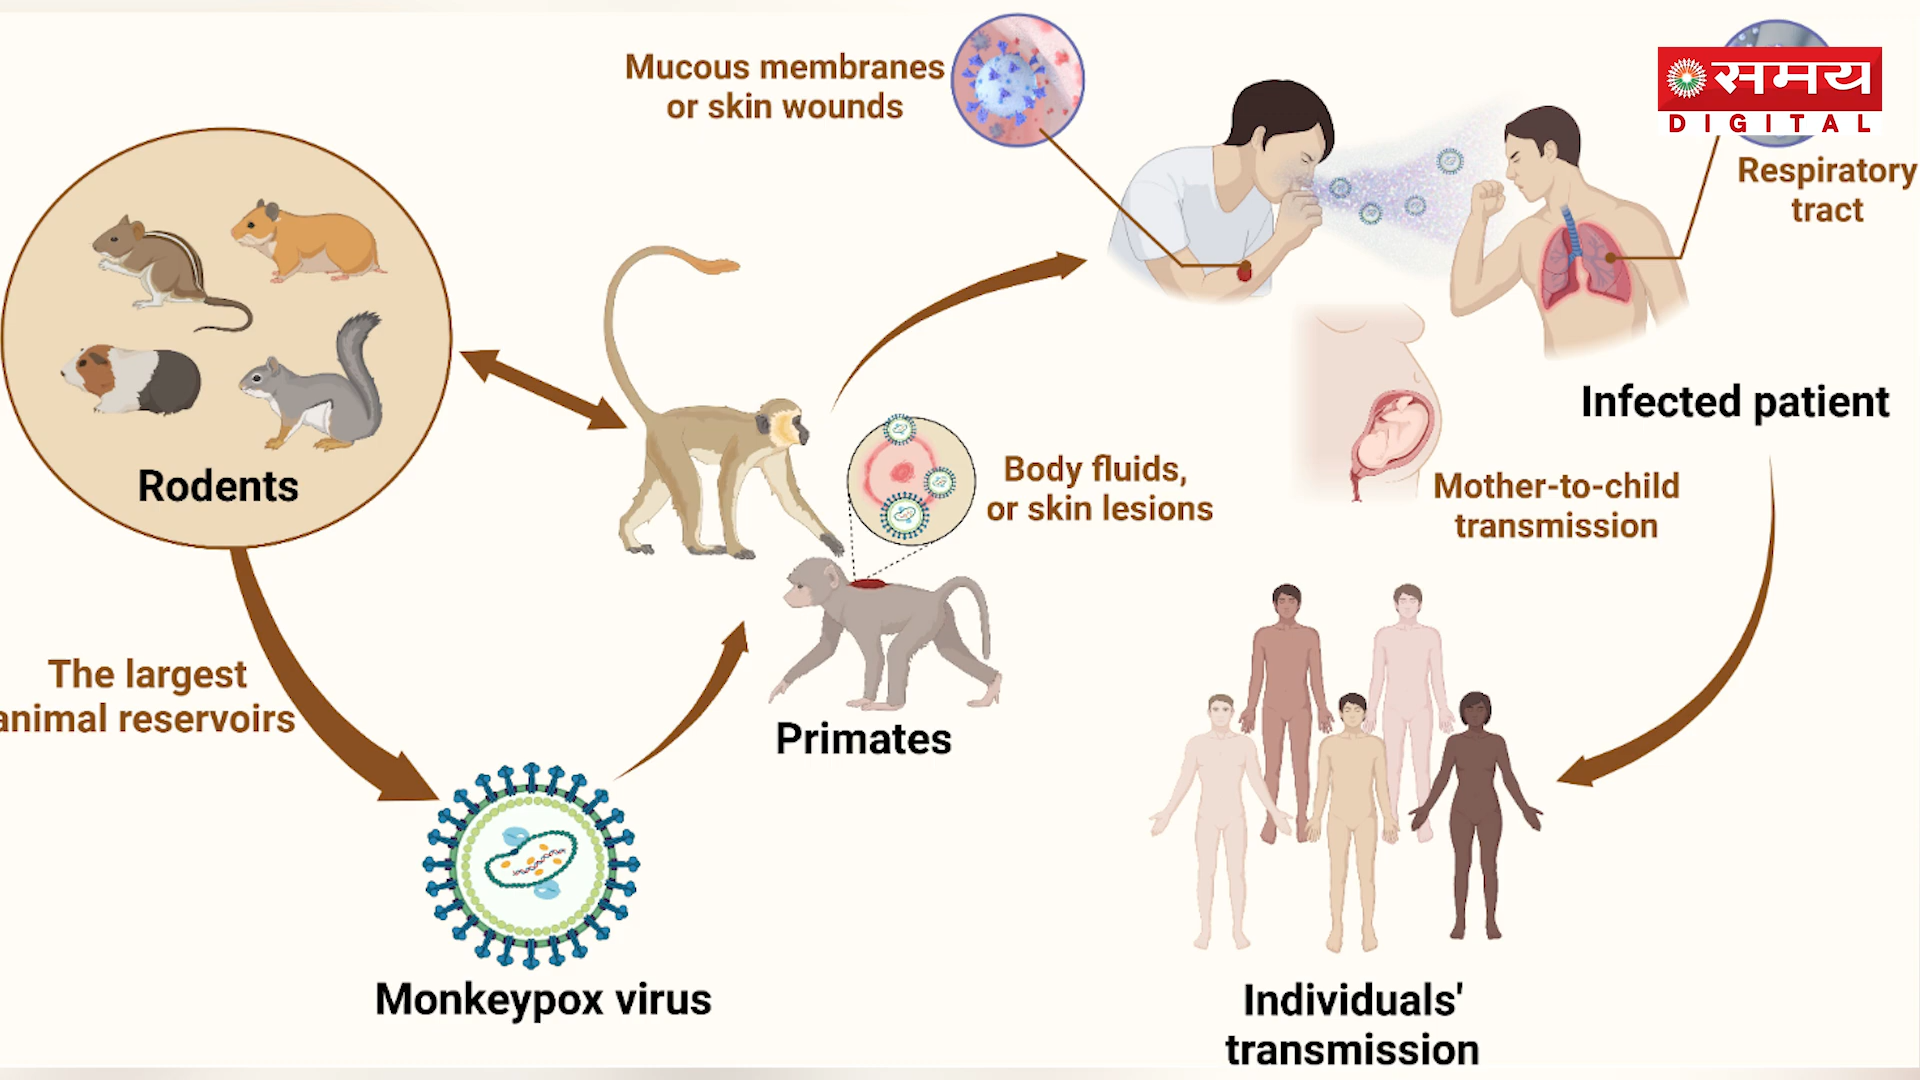 Mucous membranes
or skin wounds
समय
DIGITAL
Respiratory
tract
Rodents
Infected patient
Body fluids,
or skin lesions
Mother-to-child
transmission
The largest
animal reservoirs
Primates
Monkeypox virus
Individuals'
transmission